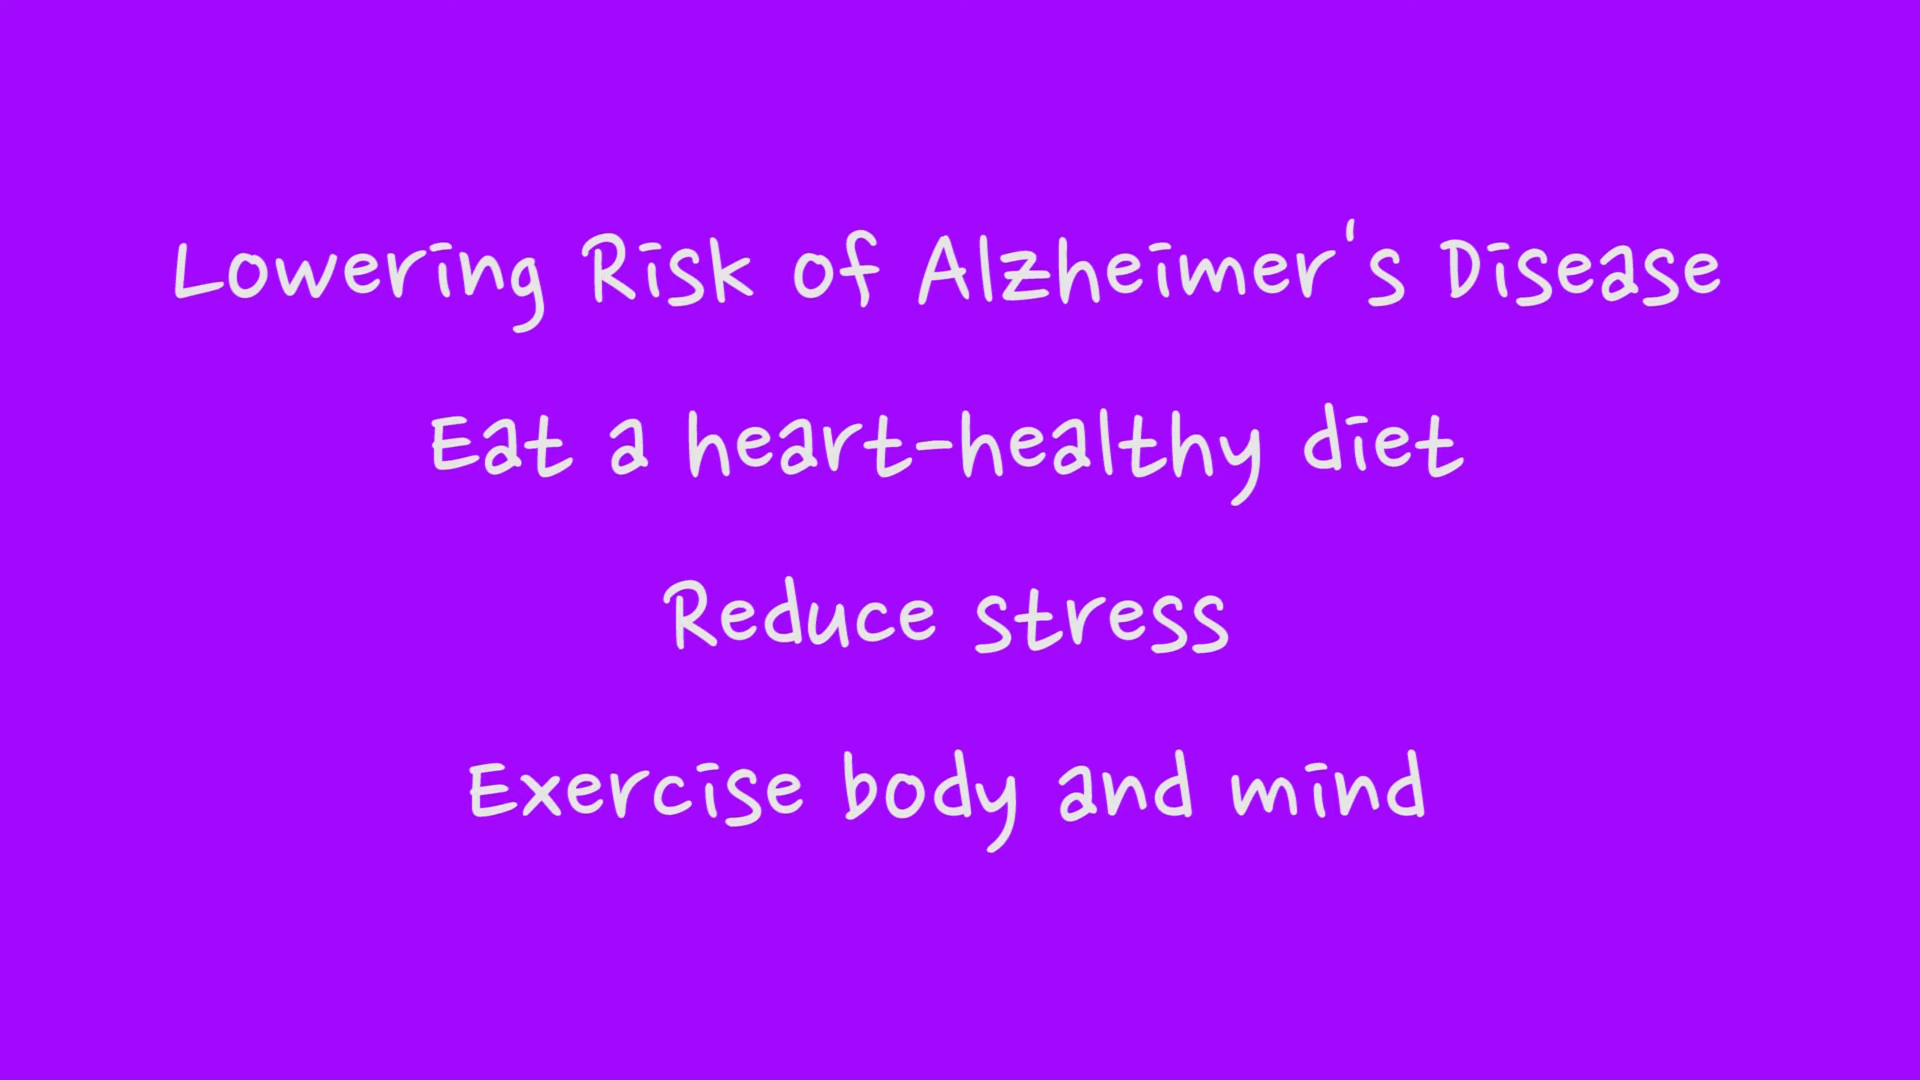 Lowering Risk of Alzheimer's Disease
Eat a heart-healthy diet
Reduce stress
Exercise body and mind